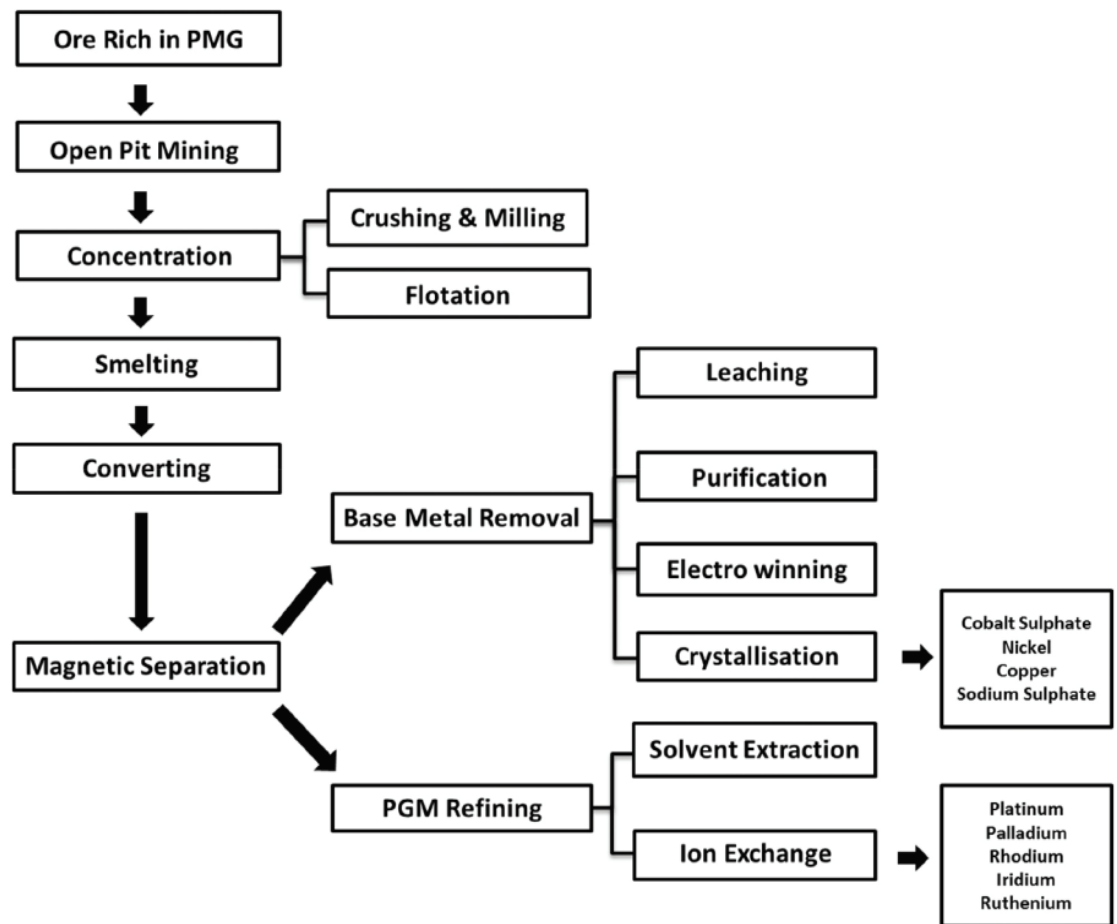 Ore Rich in PMG
Open Pit Mining
Concentration
Crushing & Milling
Flotation
Smelting
Converting
Magnetic Separation
Base Metal Removal
Leaching
Purification
Electro winning
Crystallisation
Cobalt Sulphate
Nickel
Copper
Sodium Sulphate
PGM Refining
Solvent Extraction
Ion Exchange
Platinum
Palladium
Rhodium
Iridium
Ruthenium